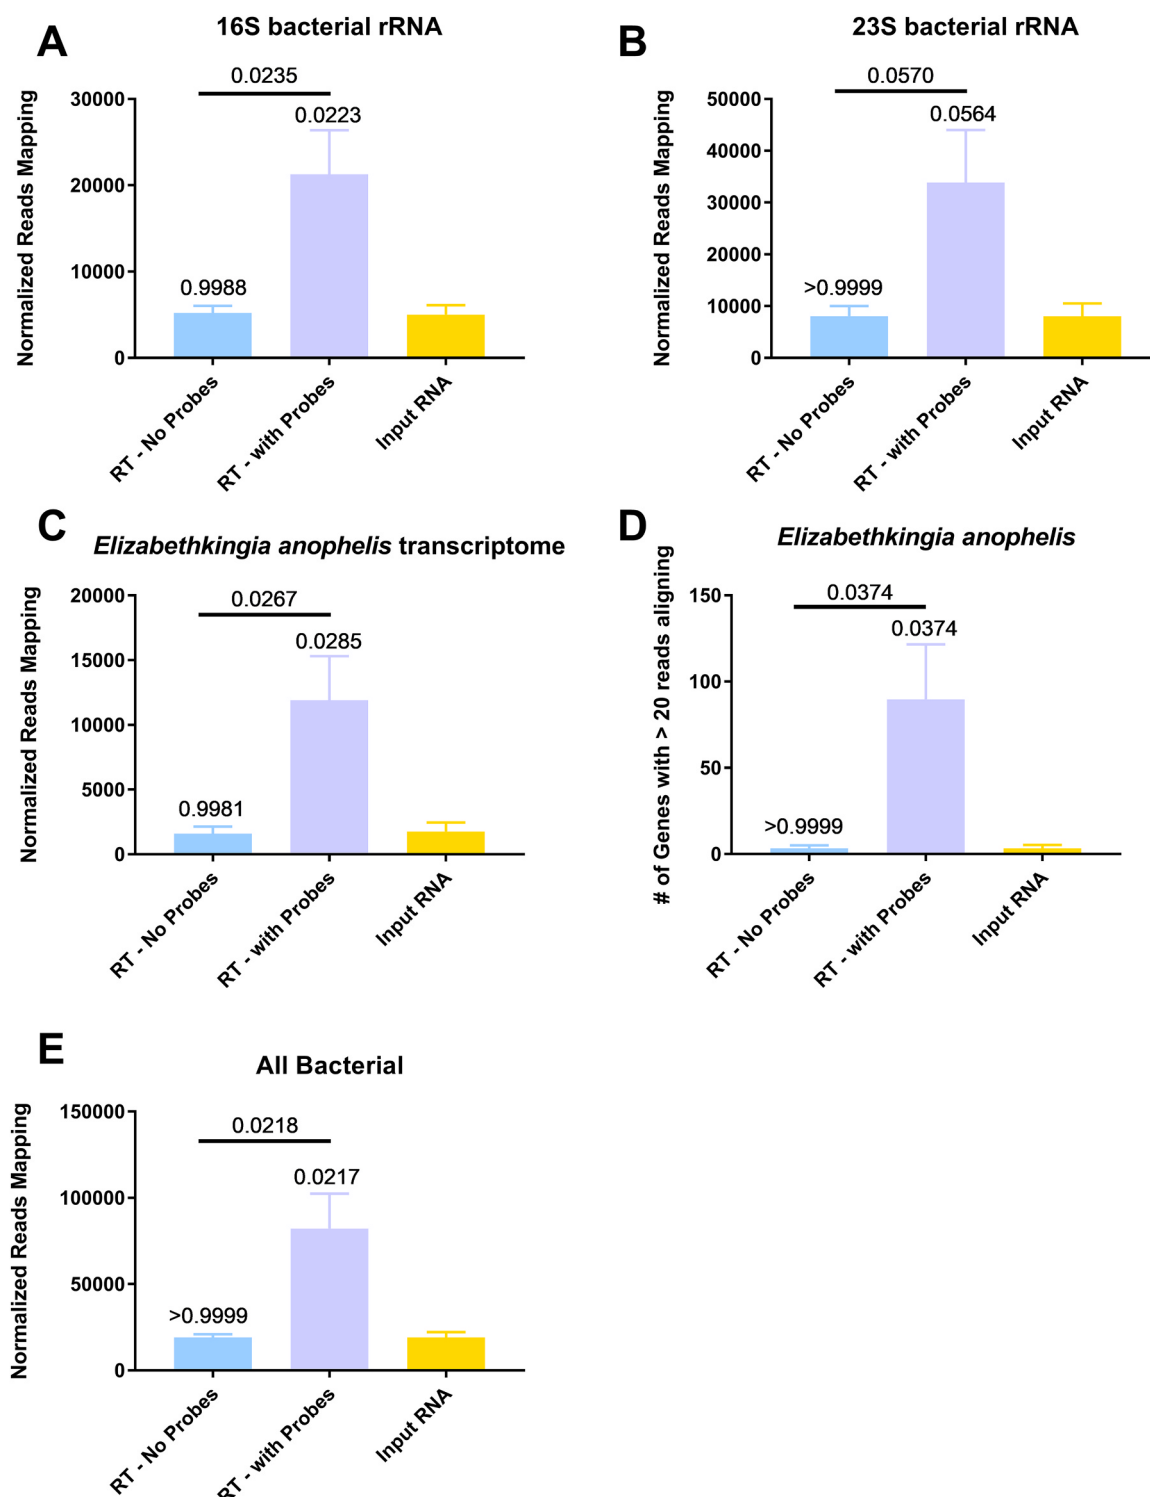 A
16S bacterial rRNA
Normalized Reads Mapping
30000
20000
10000
0
0.0235
0.0223
0.9988
RT - No Probes
RT - with Probes
Input RNA
B
23S bacterial rRNA
Normalized Reads Mapping
50000
40000
30000
20000
10000
0
0.0570
0.0564
>0.9999
RT - No Probes
RT - with Probes
Input RNA
C
Elizabethkingia anophelis transcriptome
Normalized Reads Mapping
20000
15000
10000
5000
0
0.0267
0.0285
0.9981
RT - No Probes
RT - with Probes
Input RNA
D
Elizabethkingia anophelis
# of Genes with > 20 reads aligning
150
100
50
0
0.0374
0.0374
>0.9999
RT - No Probes
RT - with Probes
Input RNA
E
All Bacterial
Normalized Reads Mapping
150000
100000
50000
0
0.0218
0.0217
>0.9999
RT - No Probes
RT - with Probes
Input RNA